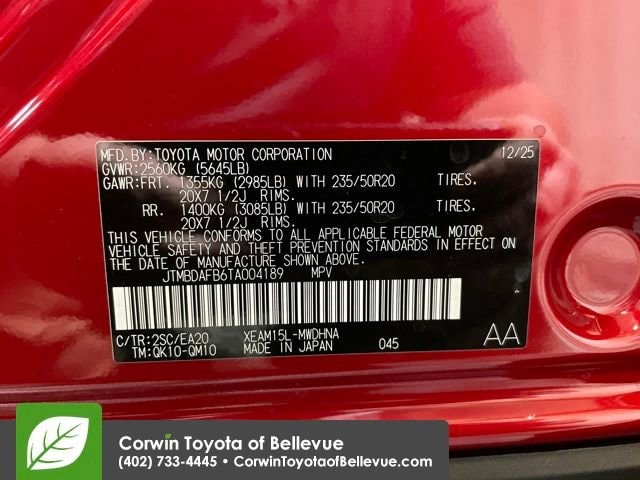 MFD.BY:TOYOTA MOTOR CORPORATION 12/25
GVWR:2560KG (5645LB)
GAWR:FRT. 1355KG (2985LB) WITH 235/50R20 TIRES.
20X7 1/2J RIMS.
RR. 1400KG (3085LB) WITH 235/50R20 TIRES.
20X7 1/2J RIMS.
THIS VEHICLE CONFORMS TO ALL APPLICABLE FEDERAL MOTOR
VEHICLE SAFETY AND THEFT PREVENTION STANDARDS IN EFFECT ON
THE DATE OF MANUFACTURE SHOWN ABOVE.
JTMBDAFB6TA004189 MPV
C/TR:2SC/EA20 XEAM15L-MWDHNA AA
TM:QK10-QM10 MADE IN JAPAN 045
Corwin Toyota of Bellevue
(402) 733-4445 • CorwinToyotaofBellevue.com